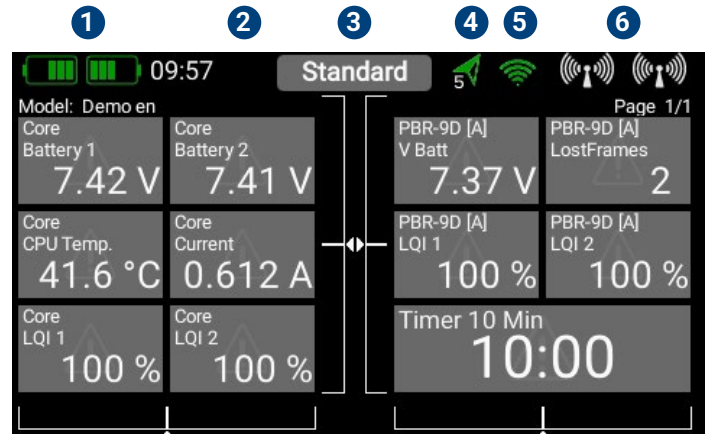 1 2 3 4 5 6
09:57 Standard 5
Model: Demo en Page 1/1
Core Core PBR-9D [A] PBR-9D [A]
Battery 1 Battery 2 V Batt LostFrames
7.42 V 7.41 V 7.37 V 2
Core Core PBR-9D [A] PBR-9D [A]
CPU Temp. Current LQI 1 LQI 2
41.6 °C 0.612 A 100 % 100 %
Core Core Timer 10 Min
LQI 1 LQI 2 10:00
100 % 100 %